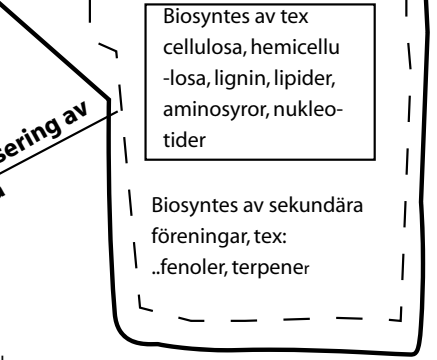 Biosyntes av tex
cellulosa, hemicellu
-losa, lignin, lipider,
aminosyror, nukleo-
tider
sering av
Biosyntes av sekundära
föreningar, tex:
..fenoler, terpener